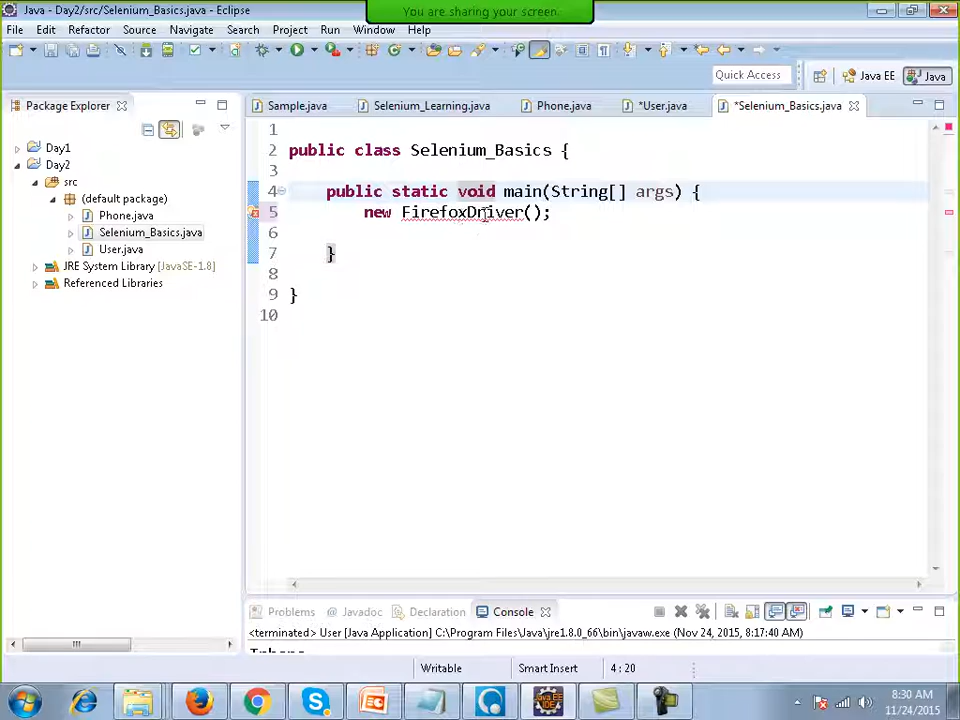 You are sharing your screen
Java - Day2/src/Selenium_Basics.java - Eclipse
File Edit Refactor Source Navigate Search Project Run Window Help
Quick Access
Java EE
Java
Package Explorer
Sample.java
Selenium_Learning.java
Phone.java
*User.java
*Selenium_Basics.java
Day1
Day2
src
(default package)
Phone.java
Selenium_Basics.java
User.java
JRE System Library [JavaSE-1.8]
Referenced Libraries
1
2 public class Selenium_Basics {
3
4 public static void main(String[] args) {
5 new FirefoxDriver();
6
7 }
8
9 }
10
Problems @ Javadoc Declaration Console
<terminated> User [Java Application] C:\Program Files\Java\jre1.8.0_66\bin\javaw.exe (Nov 24, 2015, 8:17:40 AM)
Writable Smart Insert 4 : 20
8:30 AM
11/24/2015